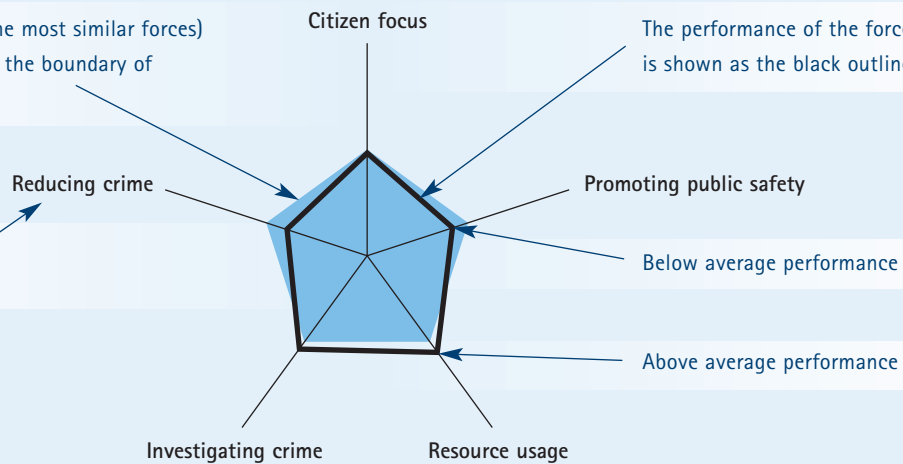 Citizen focus
he most similar forces)
the boundary of
The performance of the force
is shown as the black outlin
Reducing crime
Promoting public safety
Below average performance
Above average performance
Investigating crime
Resource usage